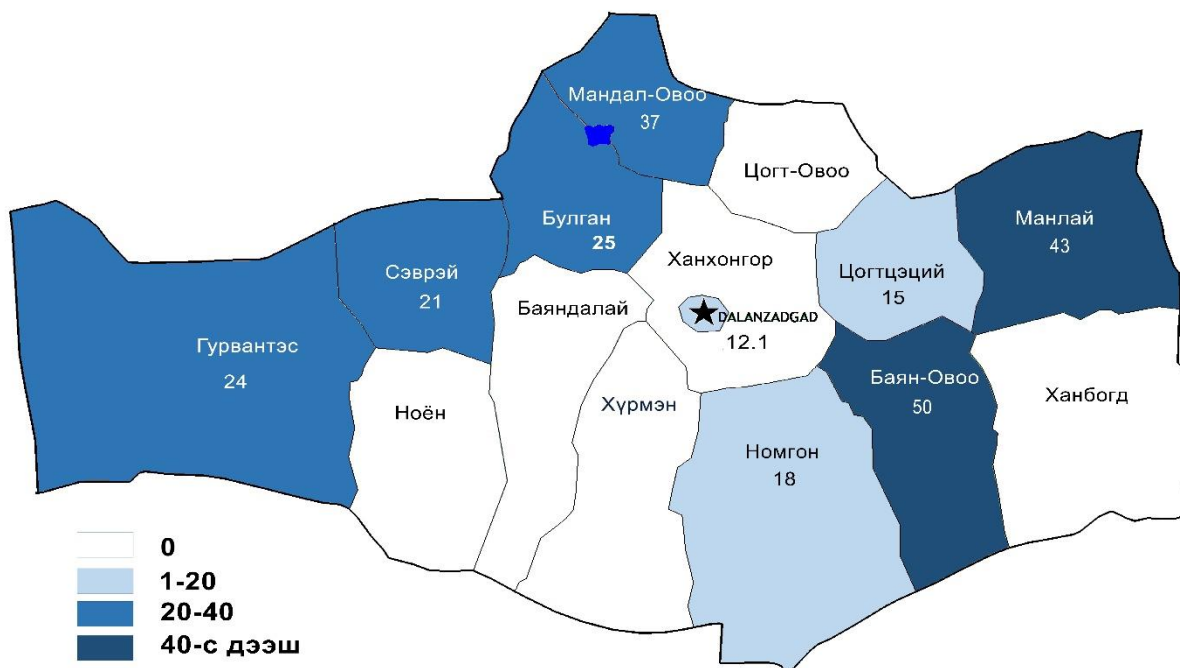 Мандал-Овоо
37
Цогт-Овоо
Булган
25
Манлай
43
Сэврэй
21
Ханхонгор
Цогтцэций
15
Баяндалай
DALANZADGAD
12.1
Гурвантэс
24
Баян-Овоо
50
Ханбогд
Ноён
Хүрмэн
Номгон
18
0
1-20
20-40
40-с дээш